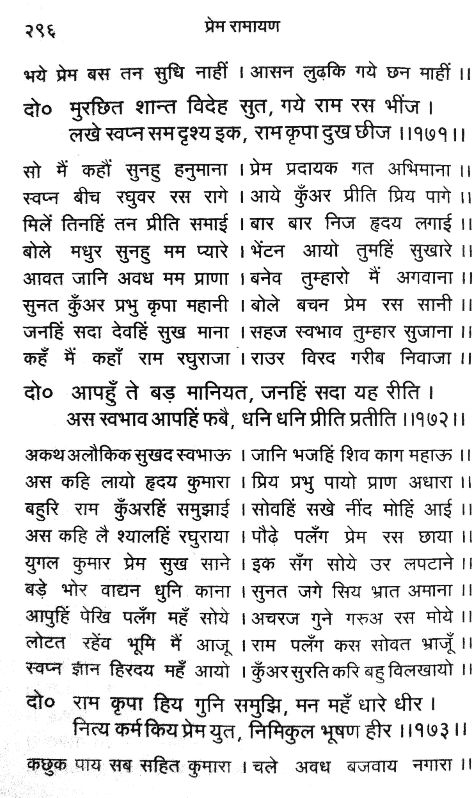 २९६ प्रेम रामायण
भये प्रेम बस तन सुधि नाहीं । आसन लुढ़कि गये छन माहीं ।।
दो० मुरछित शान्त विदेह सुत, गये राम रस भींज ।
लखे स्वप्न सम दृश्य इक, राम कृपा दुख छीज ।।१७१।।
सो मैं कहौं सुनहु हनुमाना । प्रेम प्रदायक गत अभिमाना ।।
स्वप्न बीच रघुवर रस रागे । आये कुँअर प्रीति प्रिय पागे ।।
मिलें तिनहिं तन प्रीति समाई । बार बार निज हृदय लगाई ।।
बोले मधुर सुनहु मम प्यारे । भेंटन आयो तुमहिं सुखारे ।।
आवत जानि अवध मम प्राणा । बनेव तुम्हारो मैं अगवाना ।।
सुनत कुँअर प्रभु कृपा महानी । बोले बचन प्रेम रस सानी ।।
जनहिं सदा देवहिं सुख माना । सहज स्वभाव तुम्हार सुजाना ।।
कहँ मैं कहाँ राम रघुराजा । राउर विरद गरीब निवाजा ।।
दो० आपहुँ ते बड़ मानियत, जनहिं सदा यह रीति ।
अस स्वभाव आपहिं फबै, धनि धनि प्रीति प्रतीति ।।१७२।।
अकथ अलौकिक सुखद स्वभाऊ । जानि भजहिं शिव काग महाऊ ।।
अस कहि लायो हृदय कुमारा । प्रिय प्रभु पायो प्राण अधारा ।।
बहुरि राम कुँअरहिं समुझाई । सोवहिं सखे नींद मोहिं आई ।।
अस कहि लै श्यालहिं रघुराया । पौढ़े पलँग प्रेम रस छाया ।।
युगल कुमार प्रेम सुख साने । इक सँग सोये उर लपटाने ।।
बड़े भोर वाद्यन धुनि काना । सुनत जगे सिय भ्रात अमाना ।।
आपुहिं पेखि पलँग महँ सोये । अचरज गुने गरुअ रस मोये ।।
लोटत रहेंव भूमि मैं आजू । राम पलँग कस सोवत भ्राजूँ ।।
स्वप्न ज्ञान हिरदय महँ आयो । कुँअर सुरति करि बहु विलखायो ।।
दो० राम कृपा हिय गुनि समुझि, मन महँ धारे धीर ।
नित्य कर्म किय प्रेम युत, निमिकुल भूषण हीर ।।१७३।।
कछुक पाय सब सहित कुमारा । चले अवध बजवाय नगारा ।।